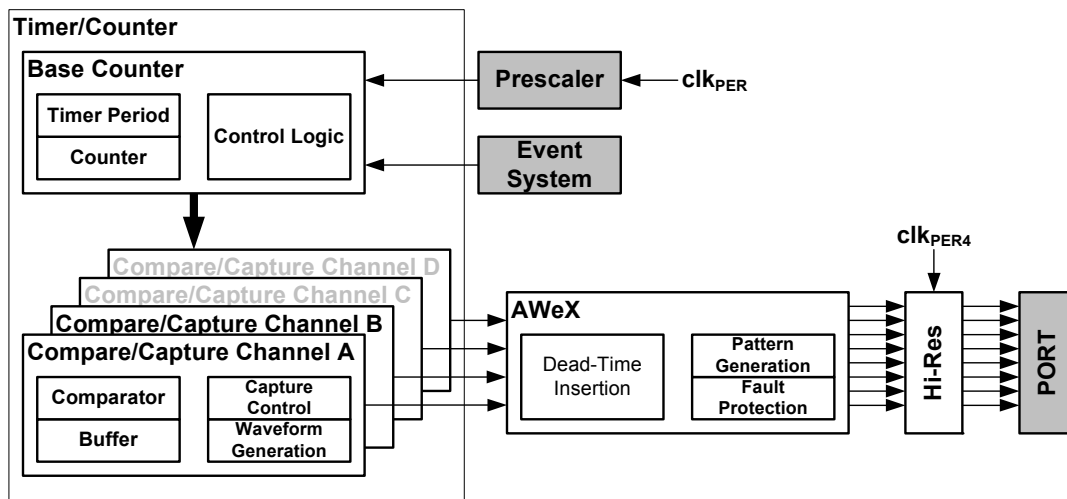 Timer/Counter
Base Counter
Timer Period
Counter
Control Logic
Prescaler
clkPER
Event
System
Compare/Capture Channel D
Compare/Capture Channel C
Compare/Capture Channel B
Compare/Capture Channel A
Comparator
Buffer
Capture
Control
Waveform
Generation
AWeX
Dead-Time
Insertion
Pattern
Generation
Fault
Protection
clkPER4
Hi-Res
PORT